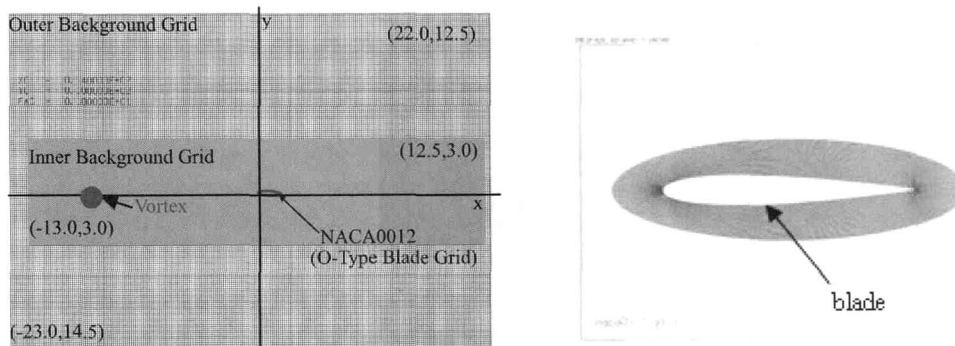 Outer Background Grid
y
(22.0,12.5)
Inner Background Grid
(12.5,3.0)
Vortex
x
(-13.0,3.0)
NACA0012
(O-Type Blade Grid)
(-23.0,14.5)
blade